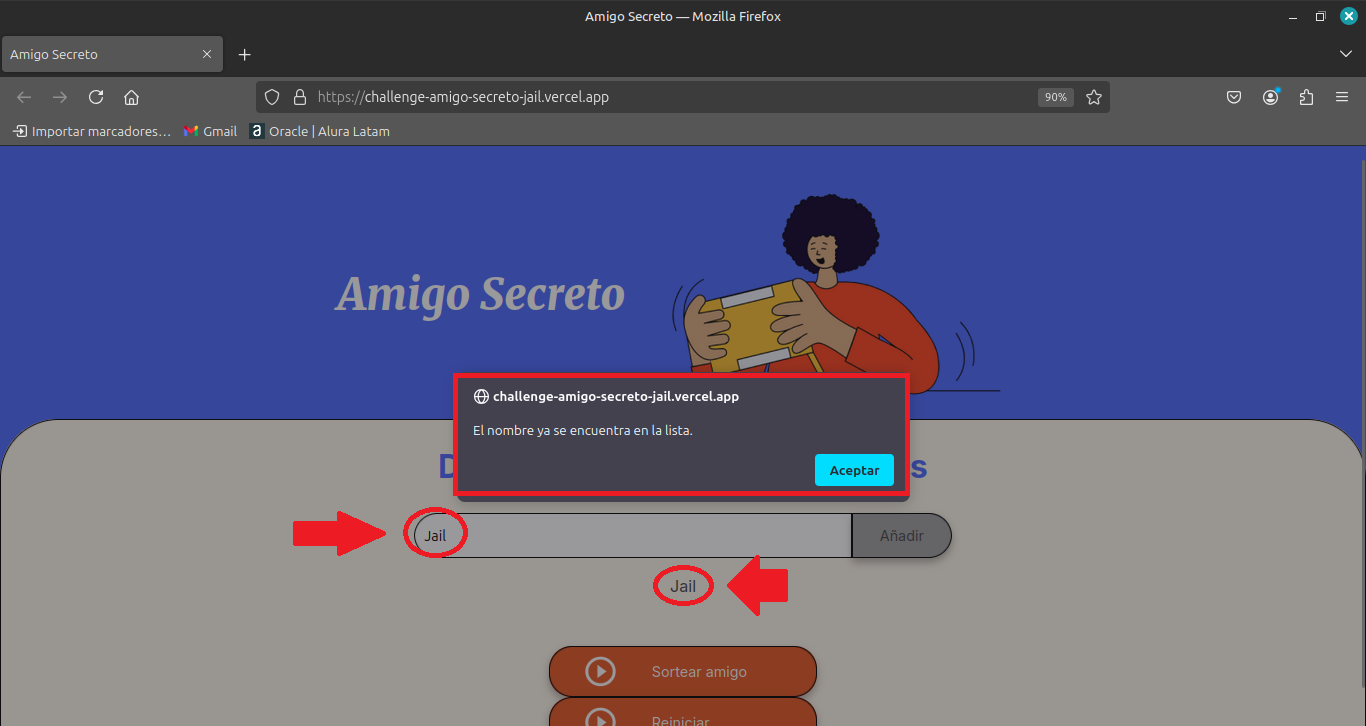 Amigo Secreto — Mozilla Firefox
Amigo Secreto
https://challenge-amigo-secreto-jail.vercel.app
90%
Importar marcadores…
Gmail
a Oracle | Alura Latam
Amigo Secreto
challenge-amigo-secreto-jail.vercel.app
El nombre ya se encuentra en la lista.
Aceptar
Jail
Añadir
Jail
Sortear amigo
Reiniciar